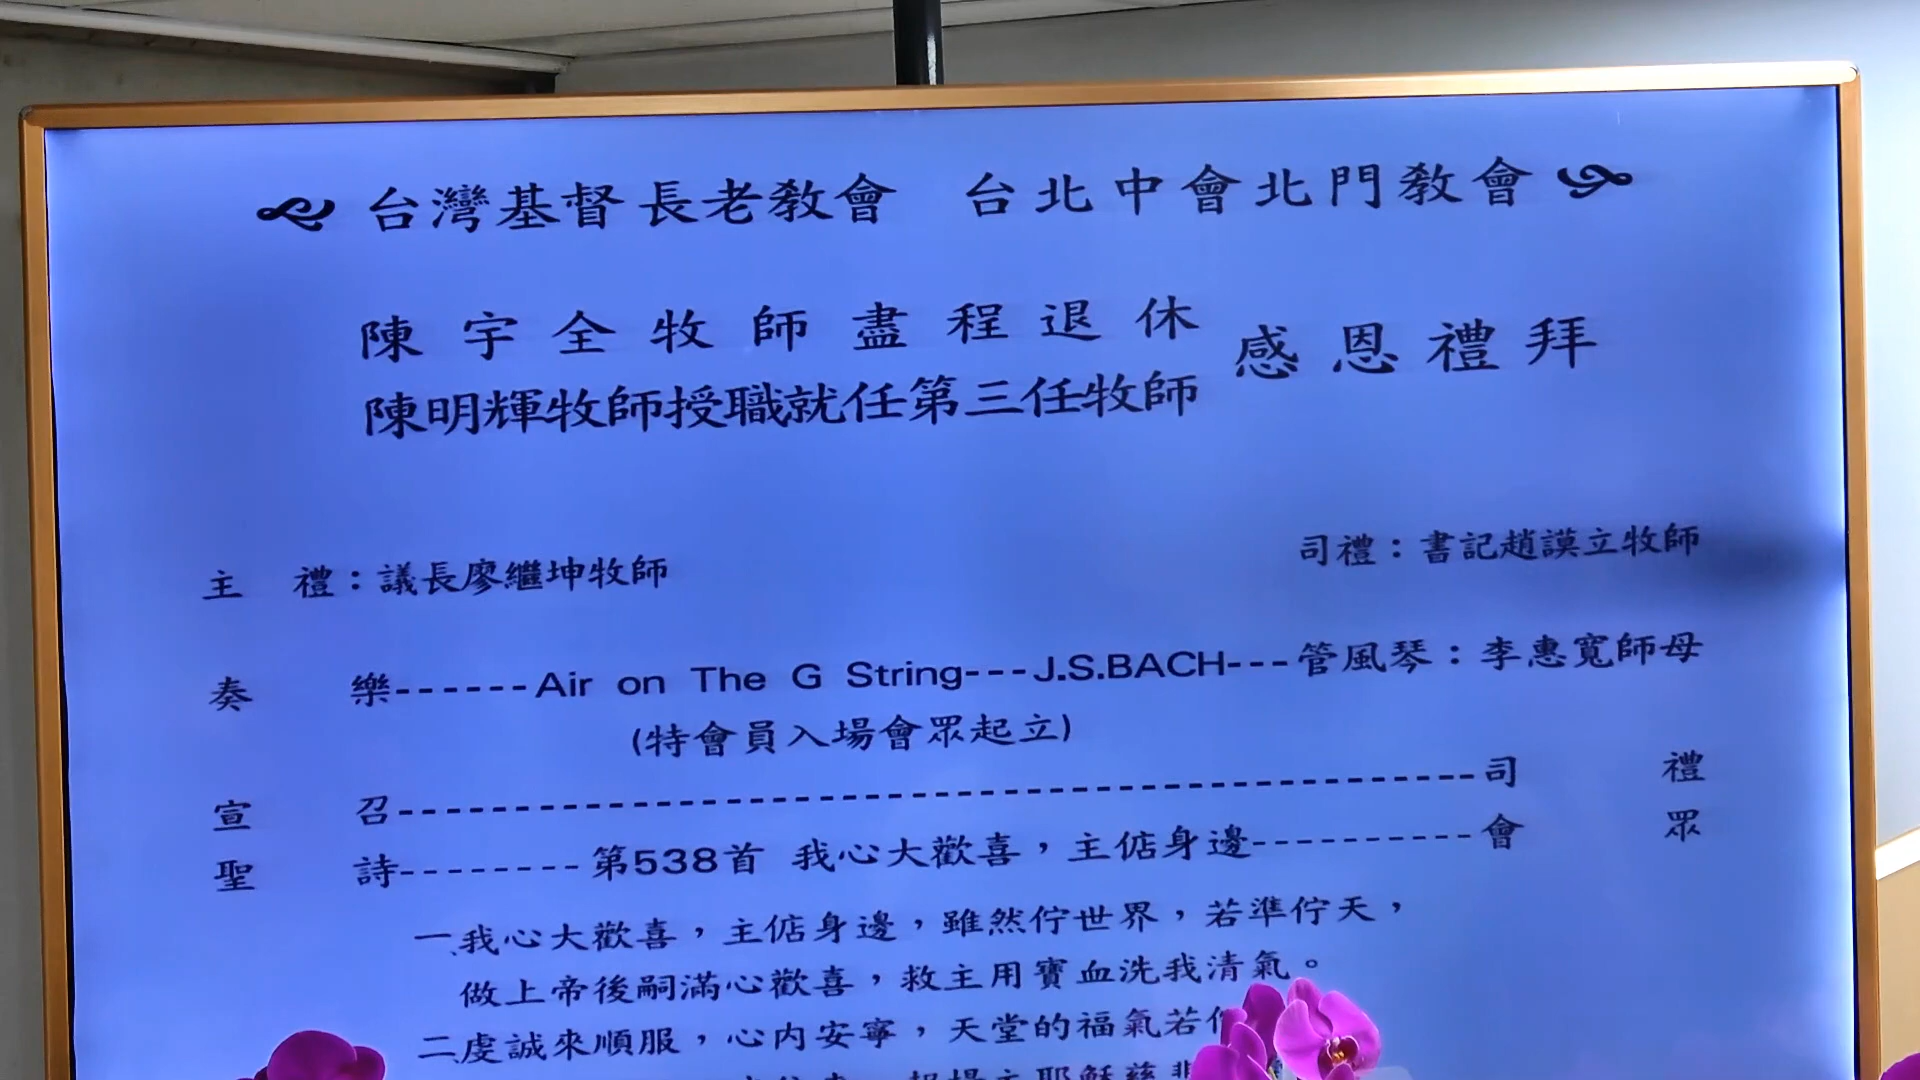 台灣基督長老教會　台北中會北門教會
陳宇全牧師盡程退休
陳明輝牧師授職就任第三任牧師
感恩禮拜
主　禮：議長廖繼坤牧師　司禮：書記趙謨立牧師
奏　樂------Air on The G String---J.S.BACH---管風琴：李惠寬師母
(特會員入場會眾起立)
宣　召-----------------------------------------------司　禮
聖　詩--------第538首 我心大歡喜，主偌身邊----------會　眾
一、我心大歡喜，主偌身邊，雖然佇世界，若準佇天，
做上帝後嗣滿心歡喜，救主用寶血洗我清氣。
二、虔誠來順服，心内安寧，天堂的福氣若
主耶穌慈